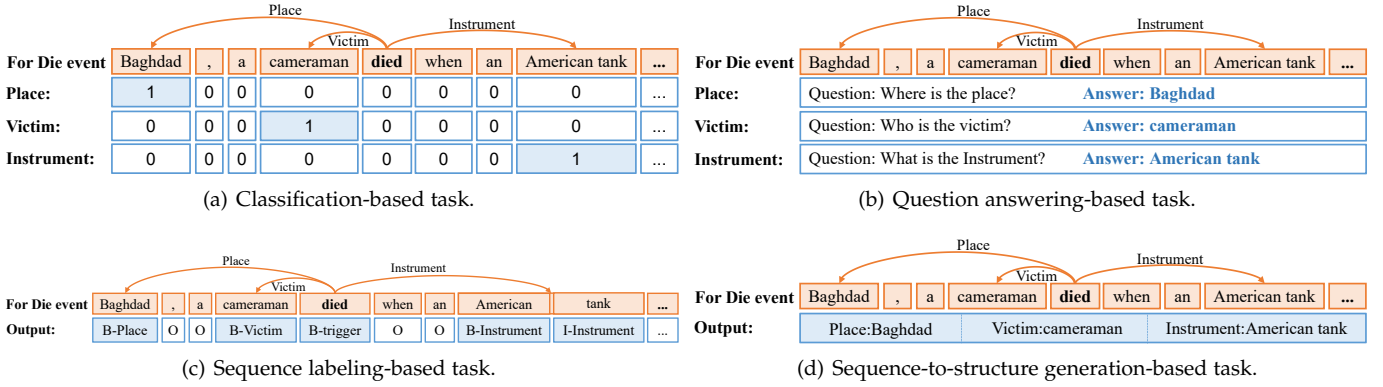 Place
Instrument
Victim
For Die event Baghdad , a cameraman died when an American tank ...
Place: 1 0 0 0 0 0 0 0 ...
Victim: 0 0 0 1 0 0 0 0 ...
Instrument: 0 0 0 0 0 0 0 1 ...
(a) Classification-based task.
Place
Instrument
Victim
For Die event Baghdad , a cameraman died when an American tank ...
Place: Question: Where is the place? Answer: Baghdad
Victim: Question: Who is the victim? Answer: cameraman
Instrument: Question: What is the Instrument? Answer: American tank
(b) Question answering-based task.
Place
Instrument
Victim
For Die event Baghdad , a cameraman died when an American tank ...
Output: B-Place O O B-Victim B-trigger O O B-Instrument I-Instrument ...
(c) Sequence labeling-based task.
Place
Instrument
Victim
For Die event Baghdad , a cameraman died when an American tank ...
Output: Place:Baghdad Victim:cameraman Instrument:American tank
(d) Sequence-to-structure generation-based task.